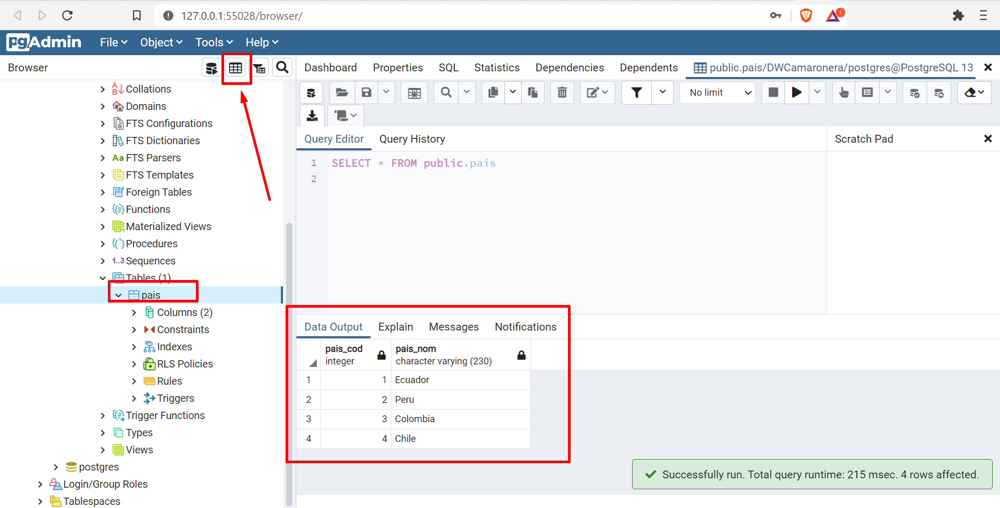 127.0.0.1:55028/browser/
1
pgAdmin
File
Object
Tools
Help
Browser
Dashboard
Properties
SQL
Statistics
Dependencies
Dependents
public.pais/DWCamaronera/postgres@PostgreSQL 13
No limit
Collations
Domains
FTS Configurations
FTS Dictionaries
Aa FTS Parsers
FTS Templates
Foreign Tables
Functions
Materialized Views
Procedures
1..3 Sequences
Tables (1)
pais
Columns (2)
Constraints
Indexes
RLS Policies
Rules
Triggers
Trigger Functions
Types
Views
postgres
Login/Group Roles
Tablespaces
Query Editor
Query History
Scratch Pad
1 SELECT * FROM public.pais
2
Data Output
Explain
Messages
Notifications
pais_cod
integer
pais_nom
character varying (230)
1 1 Ecuador
2 2 Peru
3 3 Colombia
4 4 Chile
Successfully run. Total query runtime: 215 msec. 4 rows affected.